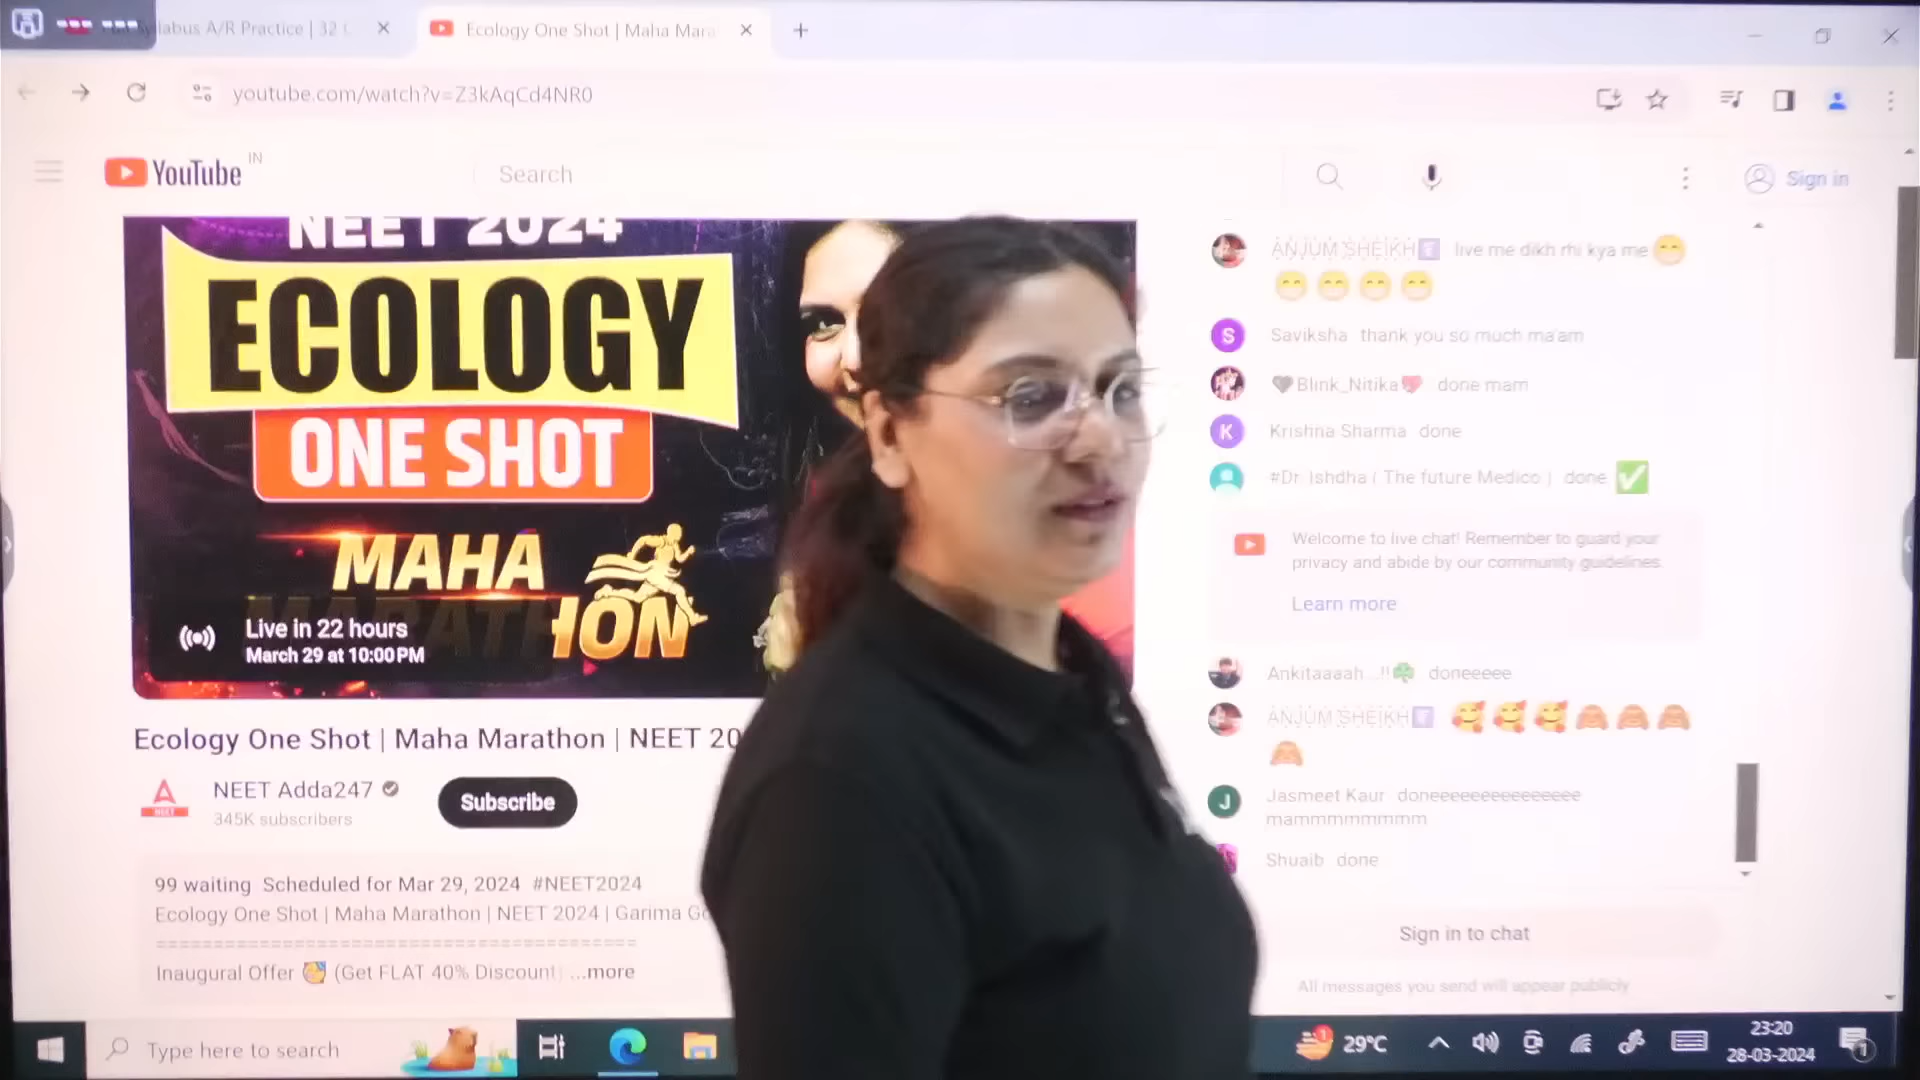 llabus A/R Practice | 32
Ecology One Shot | Maha Mara
youtube.com/watch?v=Z3kAqCd4NR0
YouTube IN
Search
Sign in
NEET 2024
ECOLOGY
ONE SHOT
MAHA
MARATHON
Live in 22 hours
March 29 at 10:00 PM
Ecology One Shot | Maha Marathon | NEET 20
NEET Adda247
345K subscribers
Subscribe
99 waiting Scheduled for Mar 29, 2024 #NEET2024
Ecology One Shot | Maha Marathon | NEET 2024 | Garima Go
========================================
Inaugural Offer 🥳 (Get FLAT 40% Discount ...more
ANJUM SHEIKH live me dikh rhi kya me 😁
😁 😁 😁 😁
S Saviksha thank you so much ma'am
🖤Blink_Nitika💖 done mam
K Krishna Sharma done
#Dr. Ishdha ( The future Medico ) done ✅
Welcome to live chat! Remember to guard your
privacy and abide by our community guidelines.
Learn more
Ankitaaaah...!!☘️ doneeeee
ANJUM SHEIKH 🥰 🥰 🥰 🙈 🙈 🙈
🙈
J Jasmeet Kaur doneeeeeeeeeeeeeee
mammmmmmmm
Shuaib done
Sign in to chat
All messages you send will appear publicly
Type here to search
29°C
23:20
28-03-2024
1